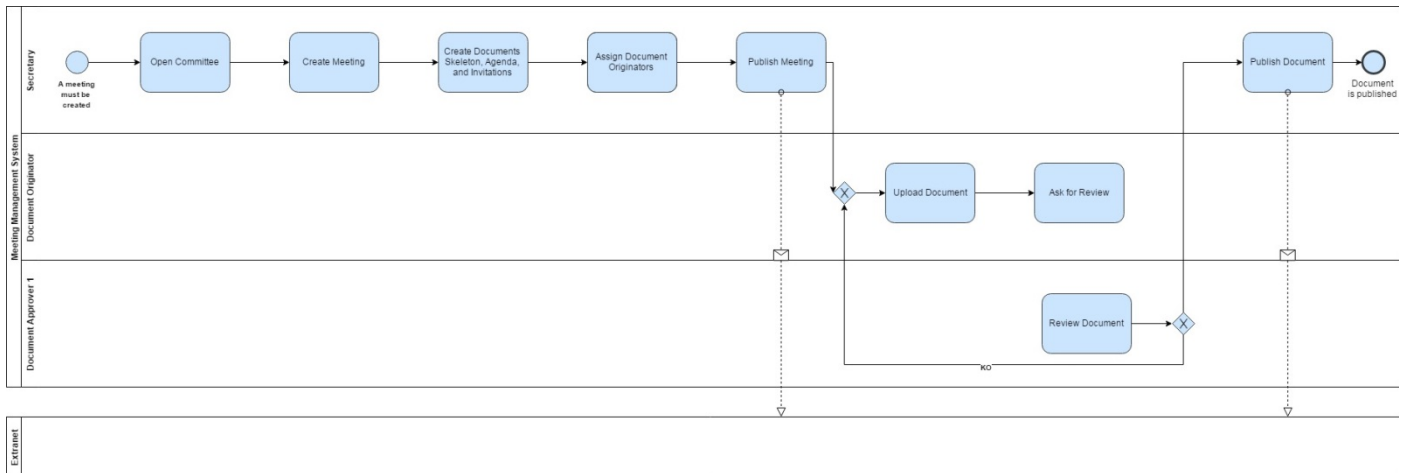 Meeting Management System
Secretary
A meeting
must be
created
Open Committee
Create Meeting
Create Documents
Skeleton, Agenda,
and Invitations
Assign Document
Originators
Publish Meeting
Publish Document
Document
is published
Document Originator
X
Upload Document
Ask for Review
Document Approver 1
Review Document
X
KO
Extranet